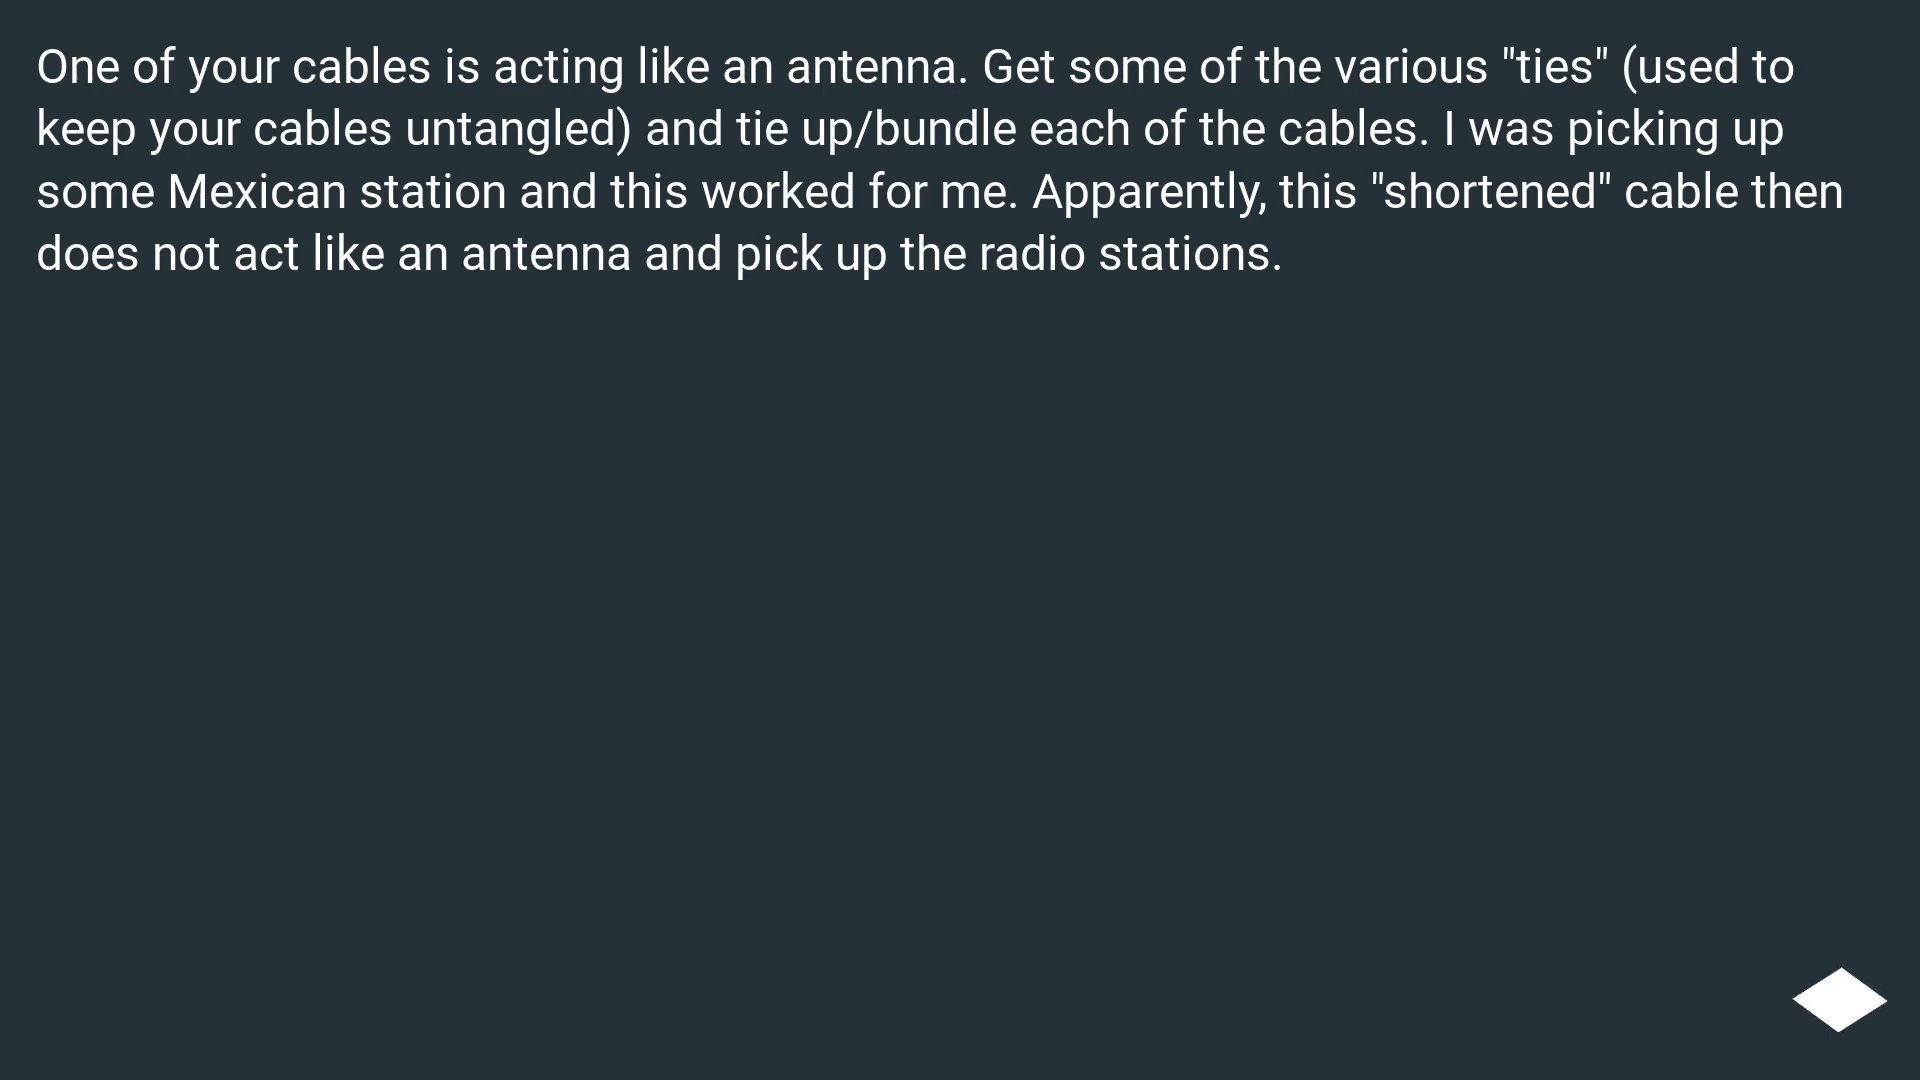 One of your cables is acting like an antenna. Get some of the various "ties" (used to
keep your cables untangled) and tie up/bundle each of the cables. I was picking up
some Mexican station and this worked for me. Apparently, this "shortened" cable then
does not act like an antenna and pick up the radio stations.